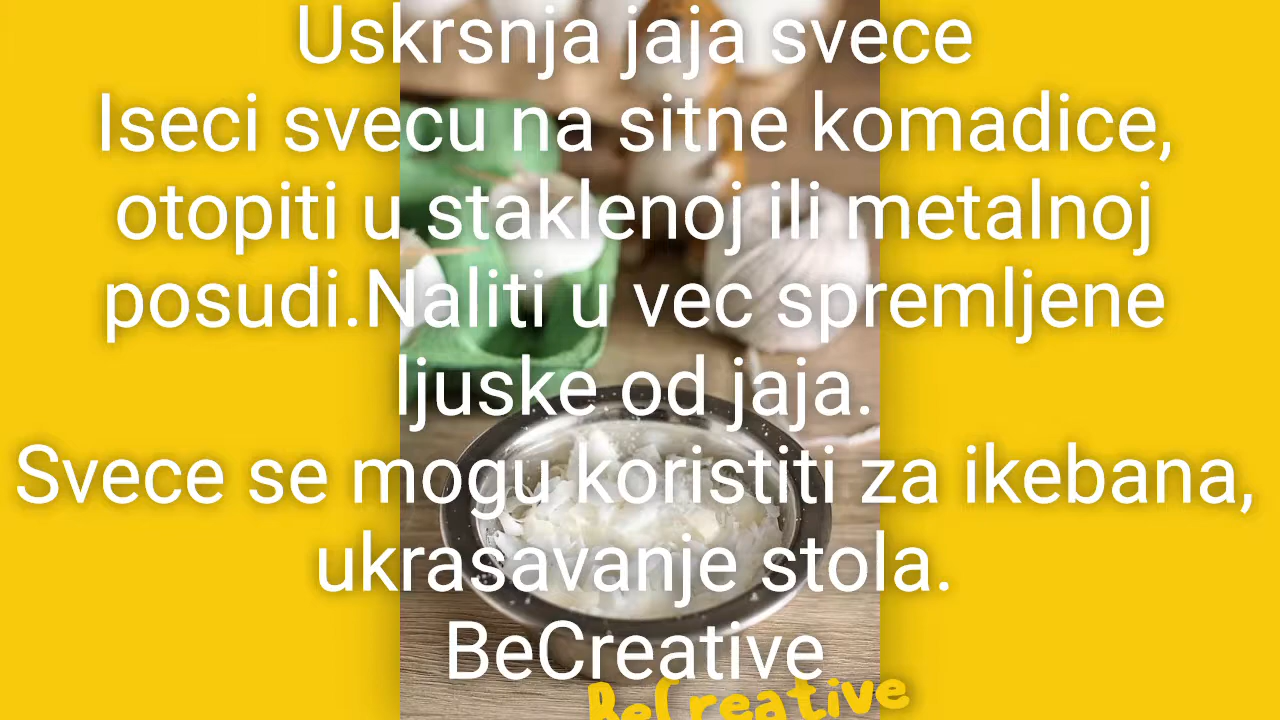 Uskrsnja jaja svece
Iseci svecu na sitne komadice,
otopiti u staklenoj ili metalnoj
posudi.Naliti u vec spremljene
ljuske od jaja.
Svece se mogu koristiti za ikebana,
ukrasavanje stola.
BeCreative
BeCreative